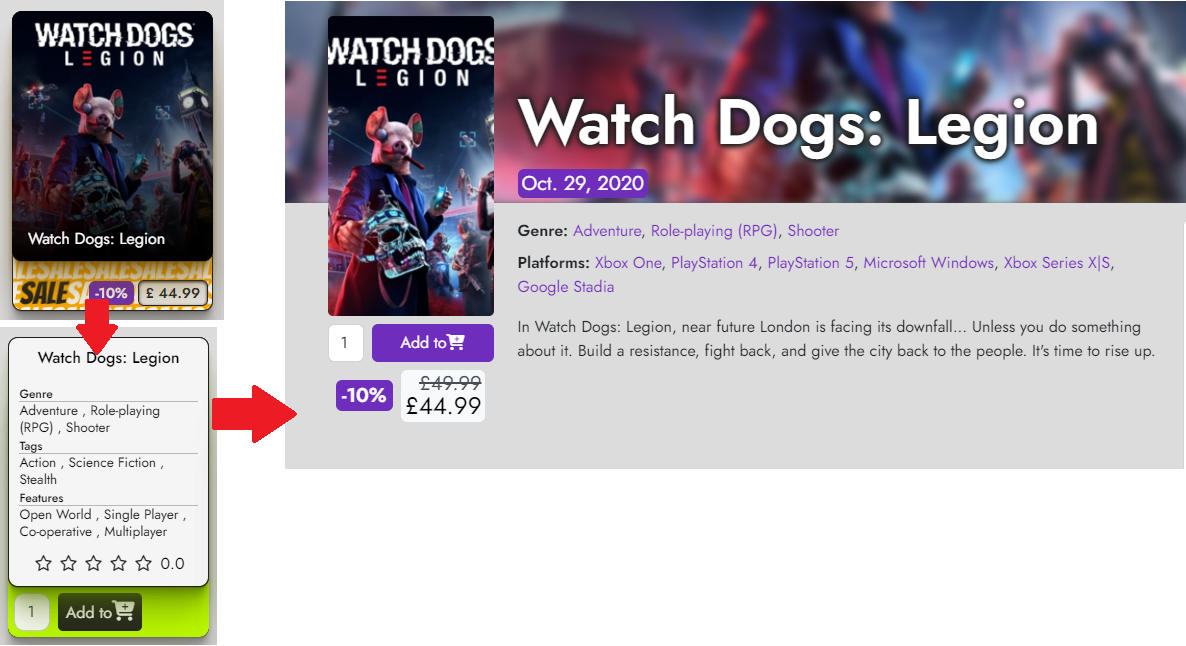 WATCH DOGS
LEGION
Watch Dogs: Legion
LESALESALESALESAL
SALE
-10%
£ 44.99
Watch Dogs: Legion
Genre
Adventure , Role-playing
(RPG) , Shooter
Tags
Action , Science Fiction ,
Stealth
Features
Open World , Single Player ,
Co-operative , Multiplayer
0.0
1
Add to
WATCH DOGS
LEGION
Watch Dogs: Legion
Oct. 29, 2020
Genre: Adventure, Role-playing (RPG), Shooter
Platforms: Xbox One, PlayStation 4, PlayStation 5, Microsoft Windows, Xbox Series X|S,
Google Stadia
In Watch Dogs: Legion, near future London is facing its downfall... Unless you do something
about it. Build a resistance, fight back, and give the city back to the people. It's time to rise up.
1
Add to
-10%
£49.99
£44.99